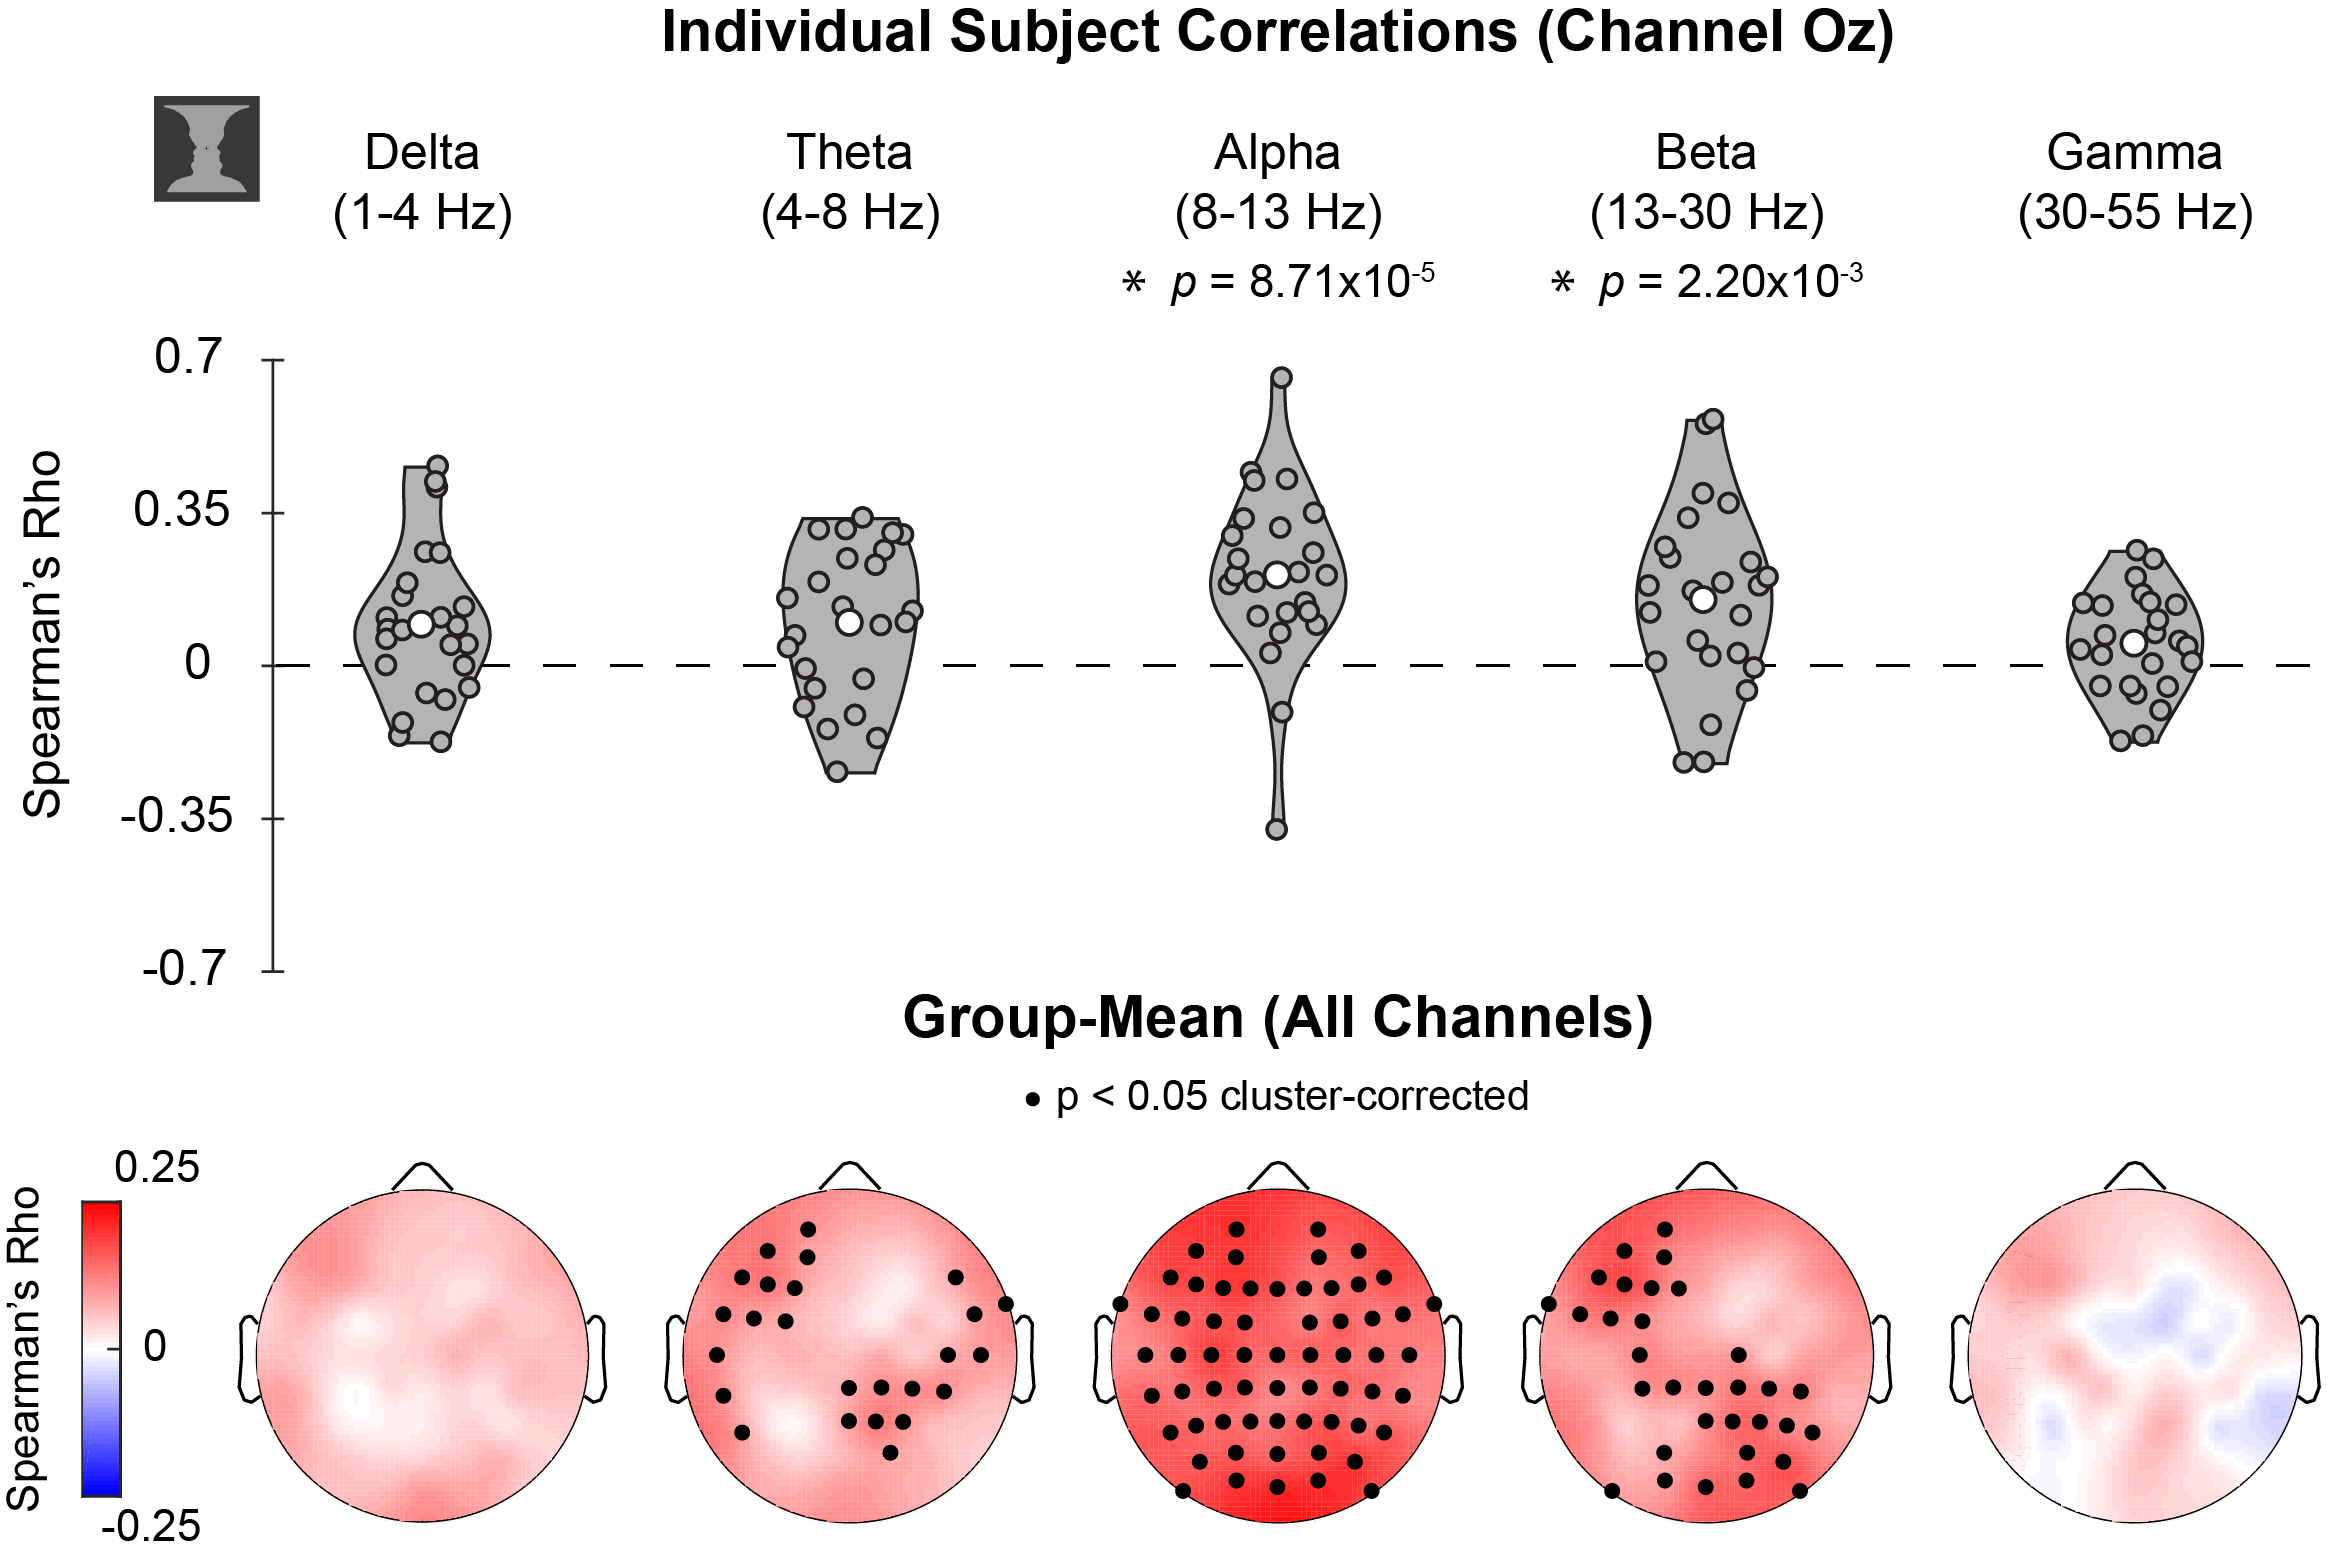 Individual Subject Correlations (Channel Oz)
Delta
(1-4 Hz)
Theta
(4-8 Hz)
Alpha
(8-13 Hz)
* p = 8.71x10-5
Beta
(13-30 Hz)
* p = 2.20x10-3
Gamma
(30-55 Hz)
Spearman's Rho
0.7
0.35
0
-0.35
-0.7
Group-Mean (All Channels)
• p < 0.05 cluster-corrected
Spearman's Rho
0.25
0
-0.25